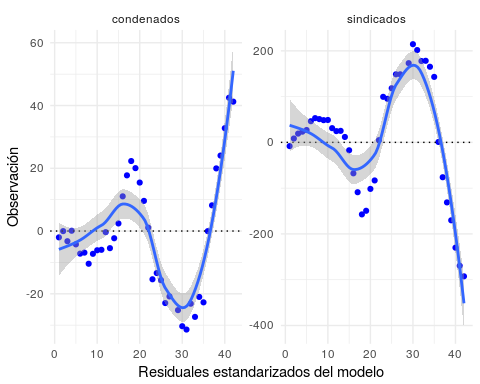 condenados
sindicados
60
40
20
0
-20
200
0
-200
-400
Observación
0 10 20 30 40
0 10 20 30 40
Residuales estandarizados del modelo